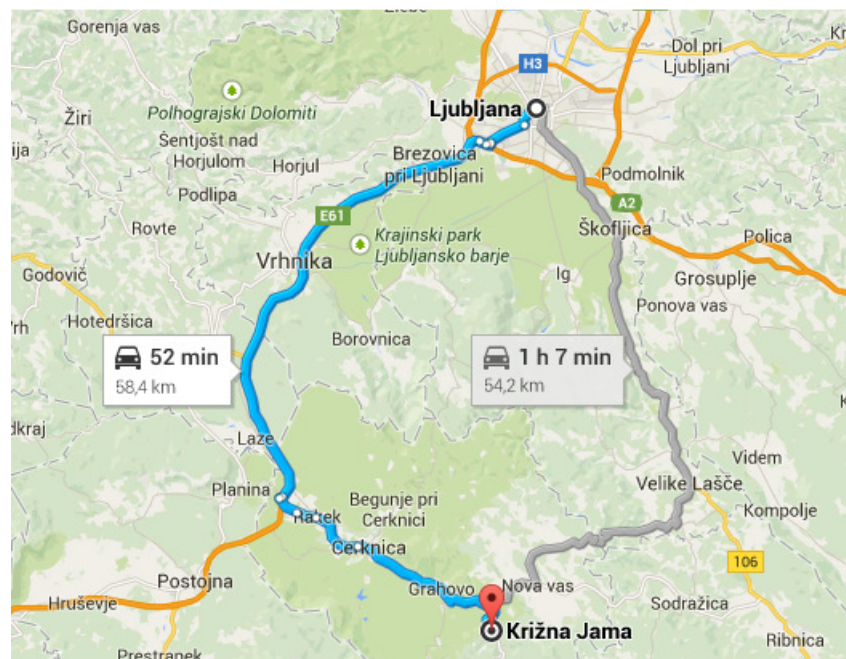 Gorenja vas
Dol pri
Ljubljani
H3
Ljubljana
Polhograjski Dolomiti
Žiri
Šentjošt nad
Horjulom
Horjul
Brezovica
pri Ljubljani
Podmolnik
Podlipa
A2
E61
Škofljica
Rovte
Polica
Krajinski park
Ljubljansko barje
Vrhnika
Ig
Godovič
Grosuplje
Ponova vas
Hotedršica
Borovnica
52 min
58,4 km
1 h 7 min
54,2 km
Laze
Videm
Planina
Velike Lašče
Begunje pri
Cerknici
Kompolje
Rakek
Cerknica
106
Postojna
Grahovo
Nova vas
Hruševje
Sodražica
Križna Jama
Ribnica
Prestranek